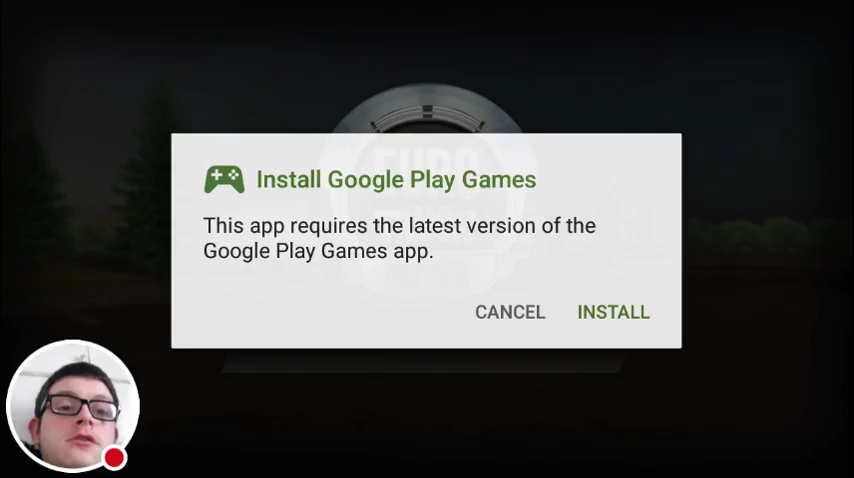 Install Google Play Games
This app requires the latest version of the
Google Play Games app.
CANCEL INSTALL